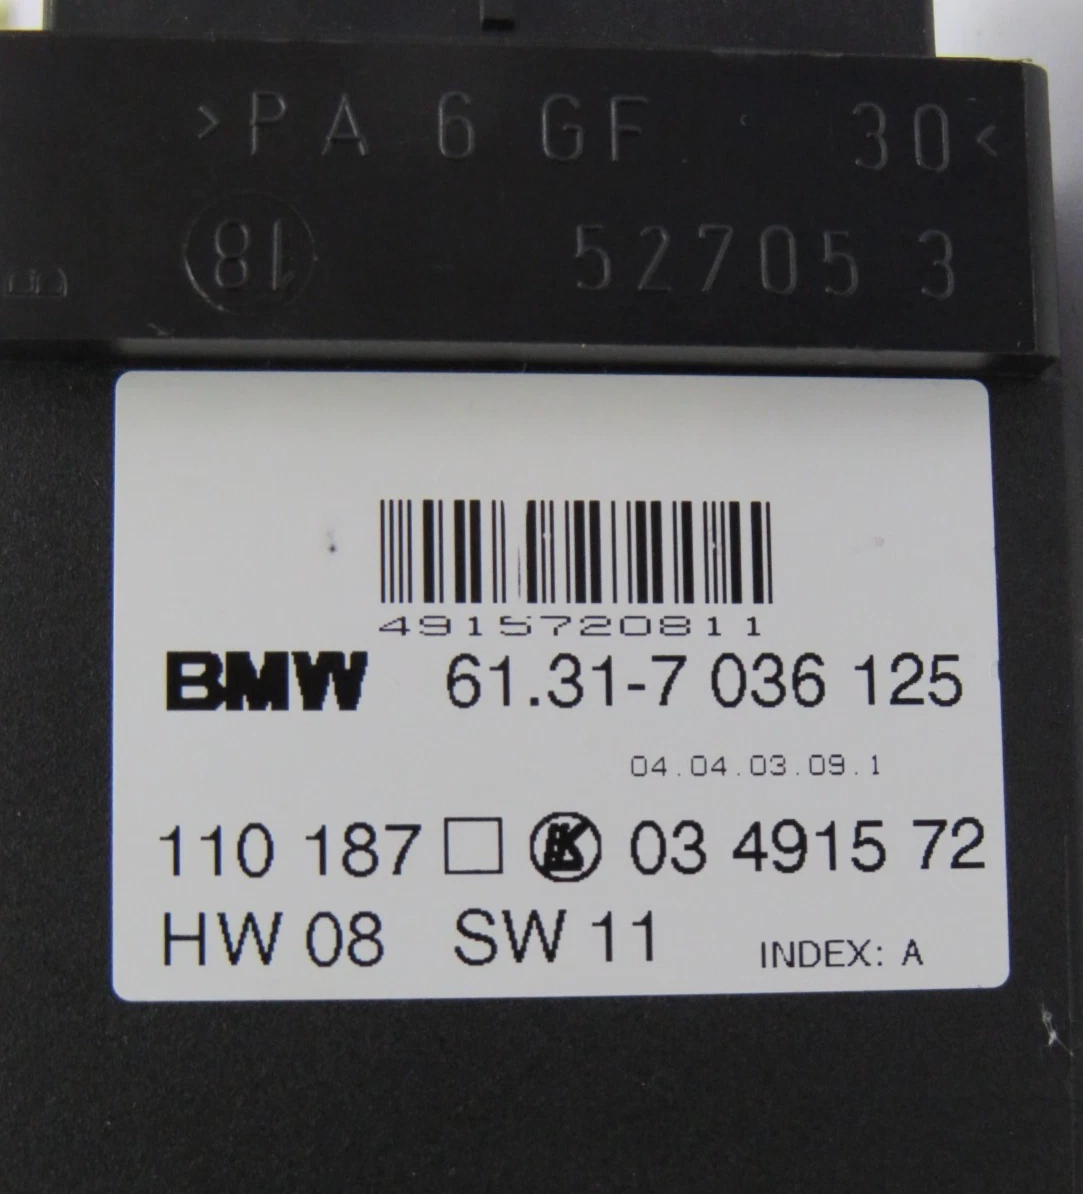 >PA 6 GF 30<
18 52705 3
B
4915720811
BMW 61.31-7 036 125
04.04.03.09.1
110 187 □ K 03 4915 72
HW 08 SW 11 INDEX: A